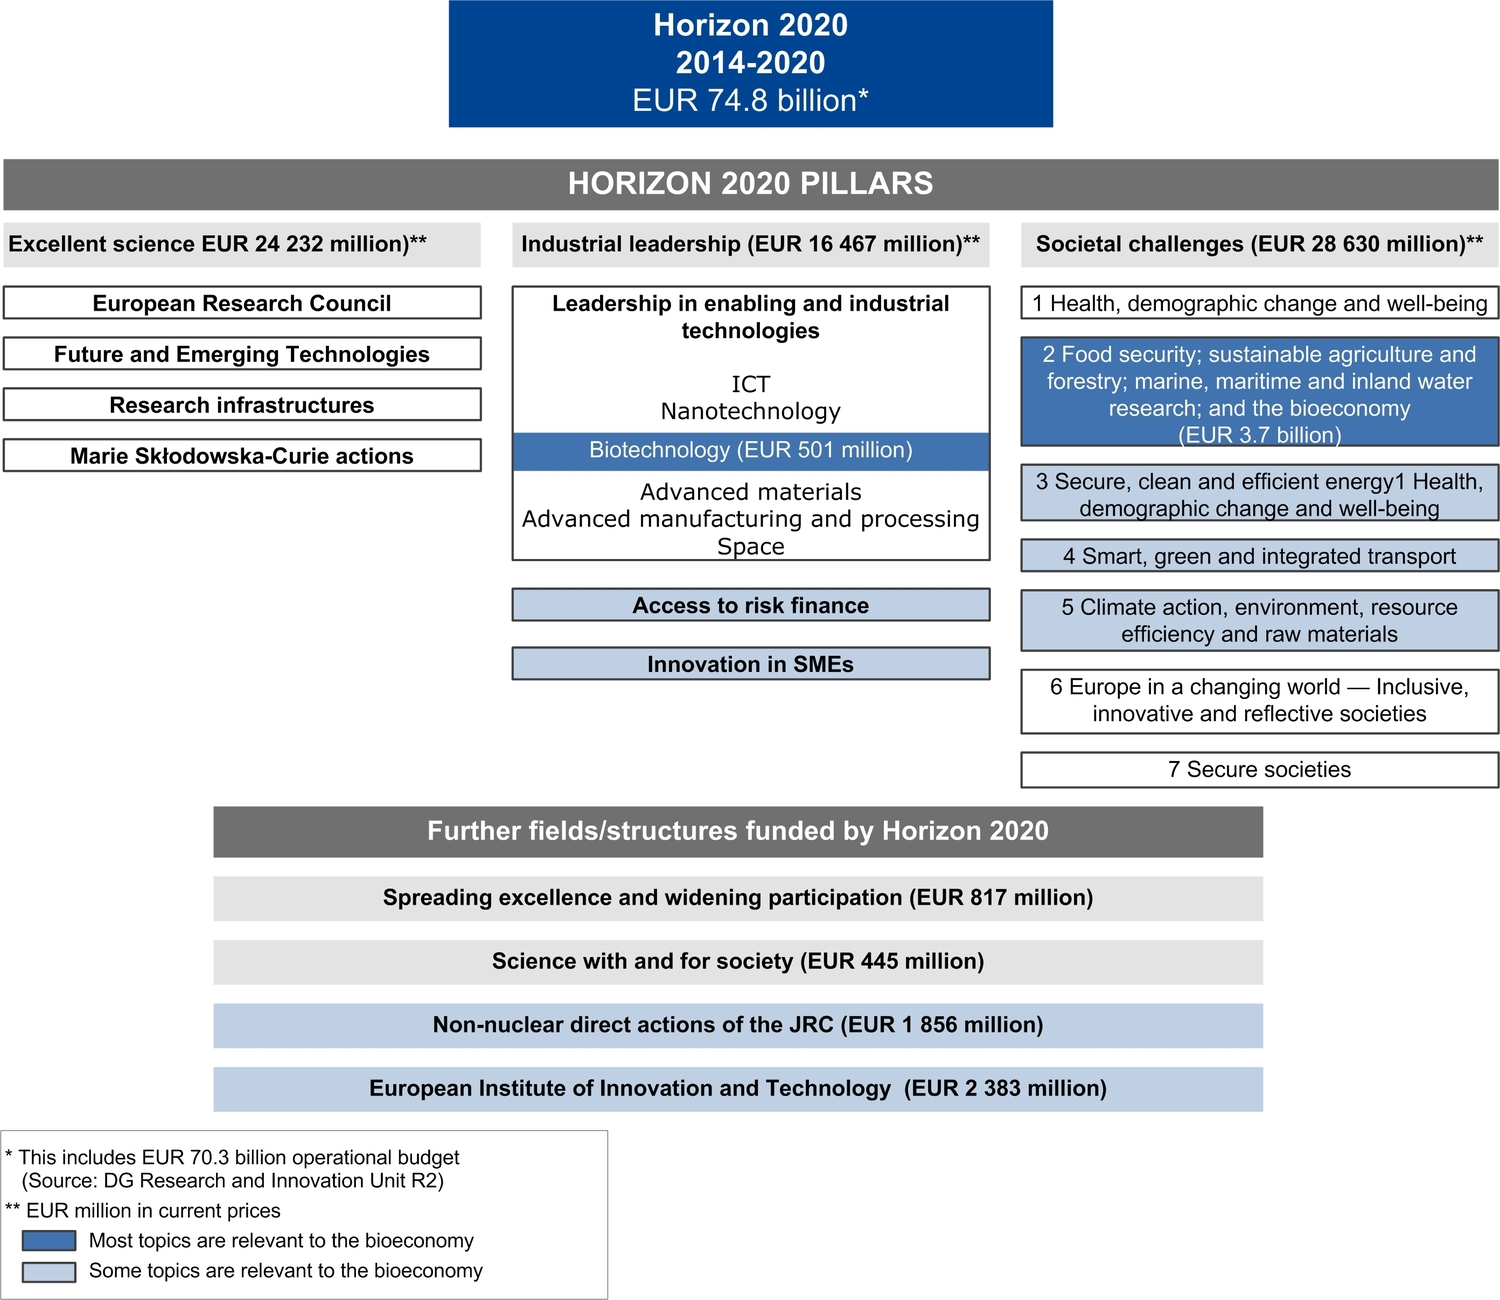 Horizon 2020
2014-2020
EUR 74.8 billion*
HORIZON 2020 PILLARS
Excellent science EUR 24 232 million)**
European Research Council
Future and Emerging Technologies
Research infrastructures
Marie Skłodowska-Curie actions
Industrial leadership (EUR 16 467 million)**
Leadership in enabling and industrial
technologies
ICT
Nanotechnology
Biotechnology (EUR 501 million)
Advanced materials
Advanced manufacturing and processing
Space
Access to risk finance
Innovation in SMEs
Societal challenges (EUR 28 630 million)**
1 Health, demographic change and well-being
2 Food security; sustainable agriculture and
forestry; marine, maritime and inland water
research; and the bioeconomy
(EUR 3.7 billion)
3 Secure, clean and efficient energy1 Health,
demographic change and well-being
4 Smart, green and integrated transport
5 Climate action, environment, resource
efficiency and raw materials
6 Europe in a changing world — Inclusive,
innovative and reflective societies
7 Secure societies
Further fields/structures funded by Horizon 2020
Spreading excellence and widening participation (EUR 817 million)
Science with and for society (EUR 445 million)
Non-nuclear direct actions of the JRC (EUR 1 856 million)
European Institute of Innovation and Technology (EUR 2 383 million)
* This includes EUR 70.3 billion operational budget
(Source: DG Research and Innovation Unit R2)
** EUR million in current prices
Most topics are relevant to the bioeconomy
Some topics are relevant to the bioeconomy